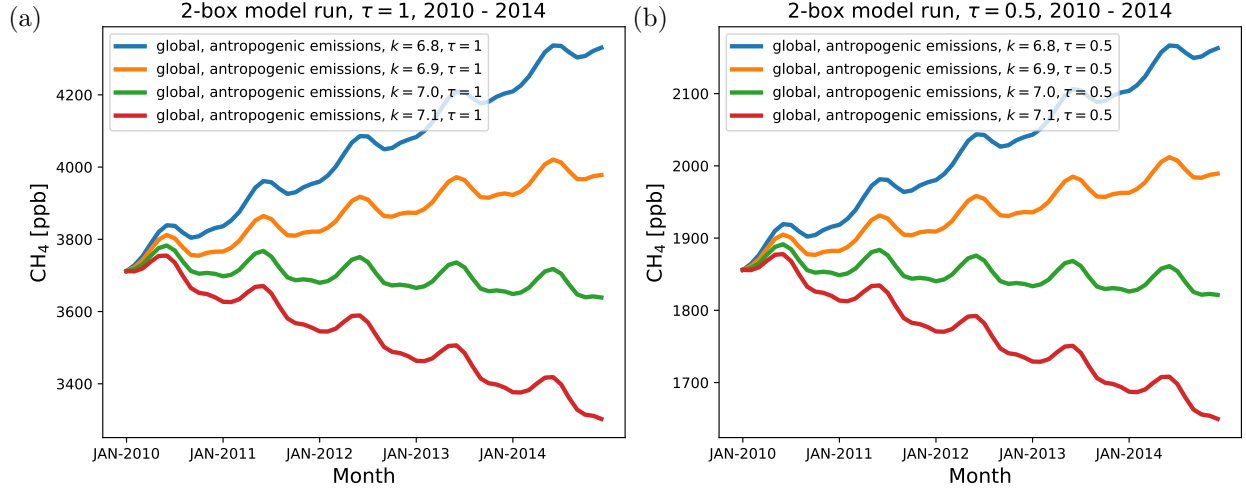 (a)
2-box model run, τ = 1, 2010 - 2014
global, antropogenic emissions, k = 6.8, τ = 1
global, antropogenic emissions, k = 6.9, τ = 1
global, antropogenic emissions, k = 7.0, τ = 1
global, antropogenic emissions, k = 7.1, τ = 1
4200
4000
3800
3600
3400
CH₄ [ppb]
JAN-2010 JAN-2011 JAN-2012 JAN-2013 JAN-2014
Month
(b)
2-box model run, τ = 0.5, 2010 - 2014
global, antropogenic emissions, k = 6.8, τ = 0.5
global, antropogenic emissions, k = 6.9, τ = 0.5
global, antropogenic emissions, k = 7.0, τ = 0.5
global, antropogenic emissions, k = 7.1, τ = 0.5
2100
2000
1900
1800
1700
CH₄ [ppb]
JAN-2010 JAN-2011 JAN-2012 JAN-2013 JAN-2014
Month